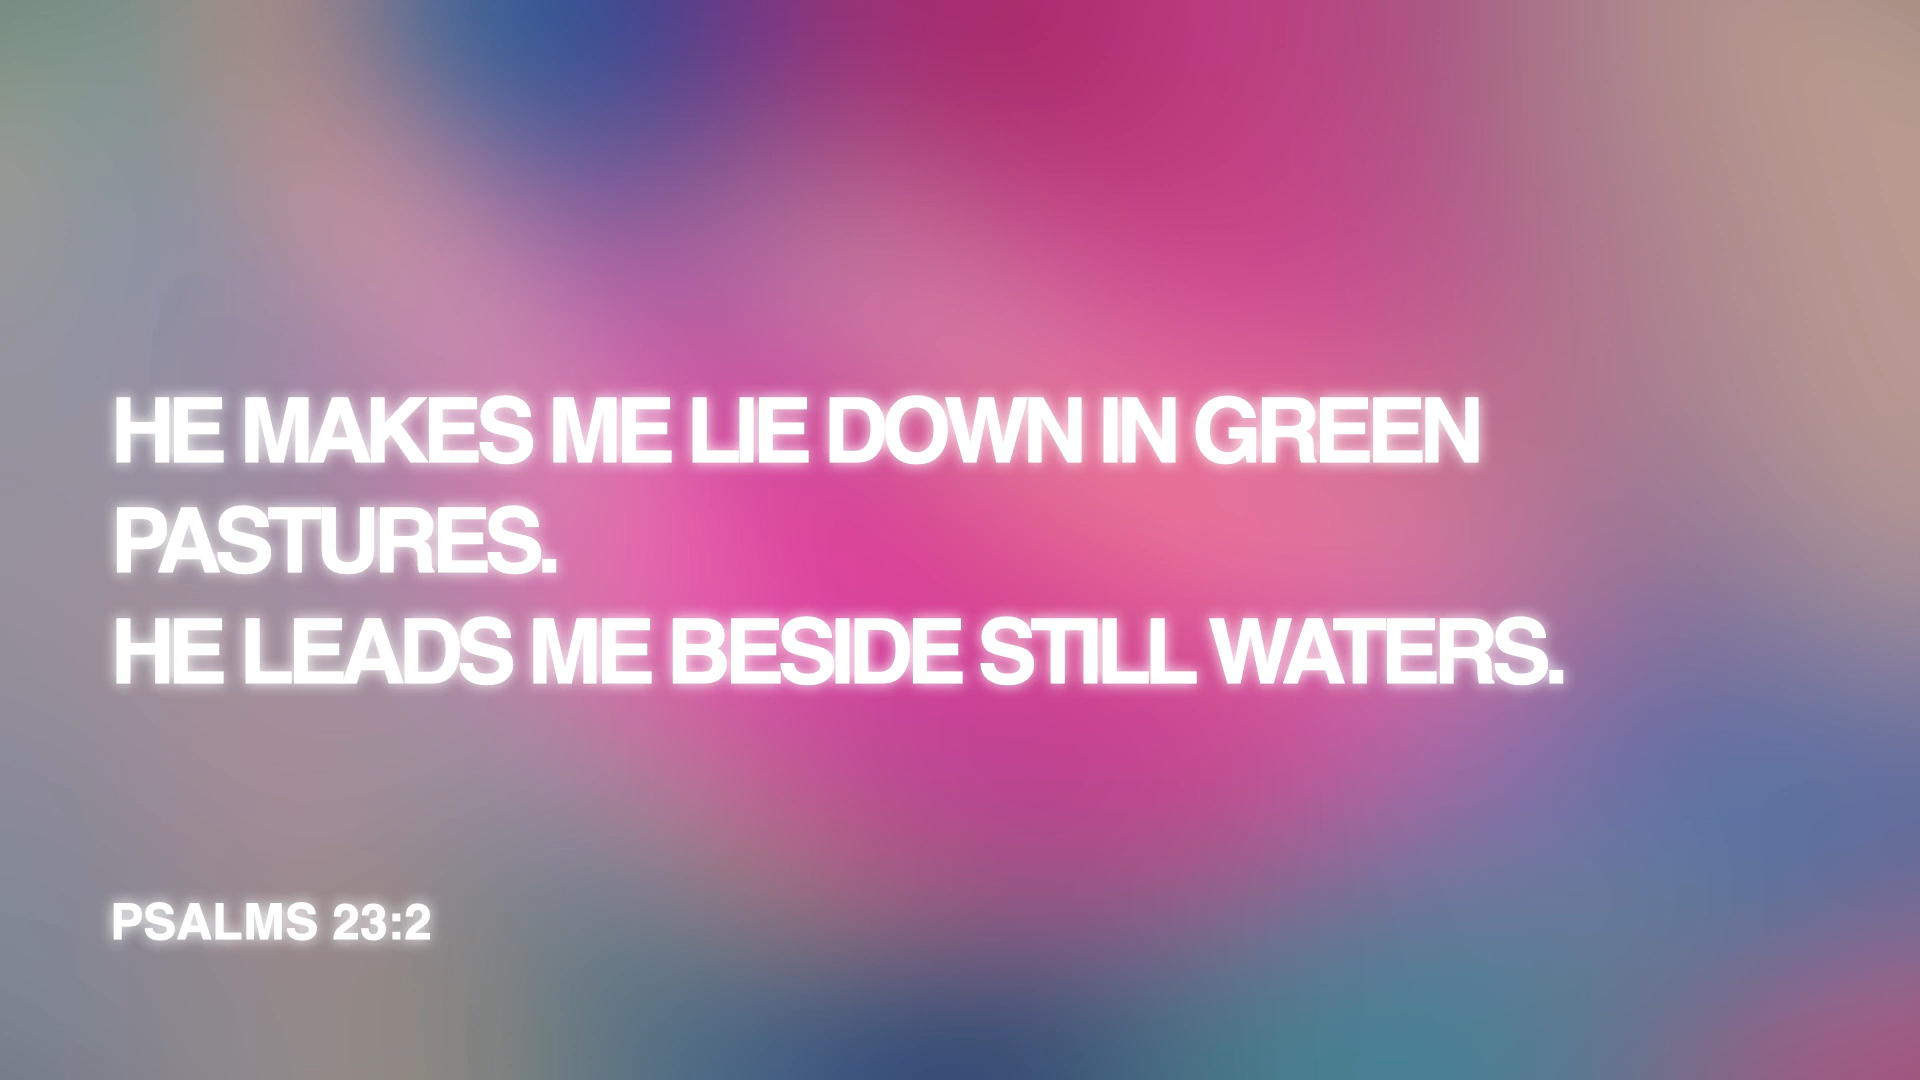 HE MAKES ME LIE DOWN IN GREEN
PASTURES.
HE LEADS ME BESIDE STILL WATERS.
PSALMS 23:2